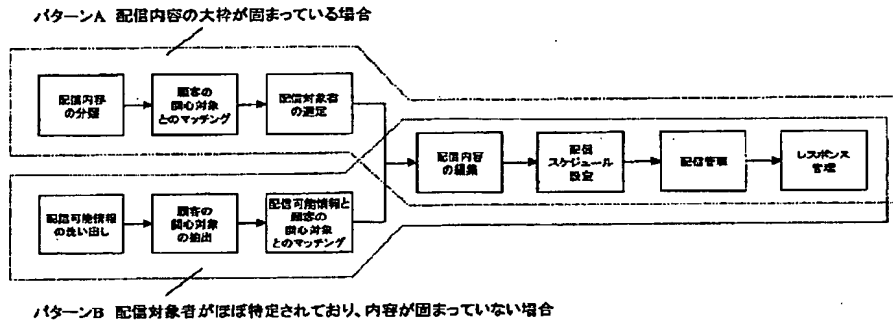 パターンA 配信内容の大枠が固まっている場合
配信内容
の分類
顧客の
関心対象
とのマッチング
配信対象者
の選定
配信内容
の編集
配信
スケジュール
設定
配信管理
レスポンス
管理
配信可能情報
の洗い出し
顧客の
関心対象
の抽出
配信可能情報と
顧客の
関心対象
とのマッチング
パターンB 配信対象者がほぼ特定されており、内容が固まっていない場合